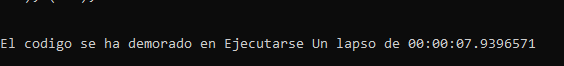 El codigo se ha demorado en Ejecutarse Un lapso de 00:00:07.9396571